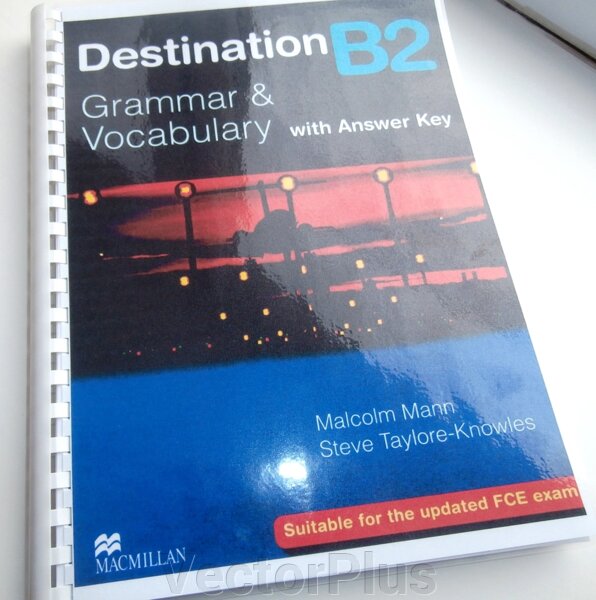 Destination B2
Grammar &
Vocabulary with Answer Key
Malcolm Mann
Steve Taylore-Knowles
Suitable for the updated FCE exam
MACMILLAN
VectorPlus